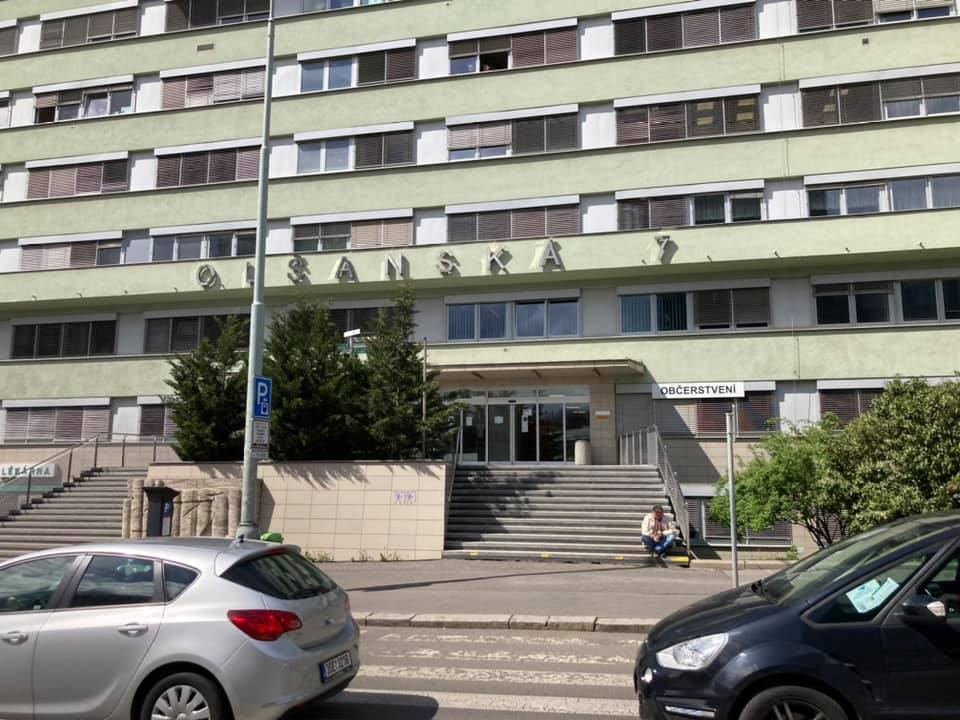 OLŠANSKÁ 7
P
OBČERSTVENÍ
LÉKÁRNA